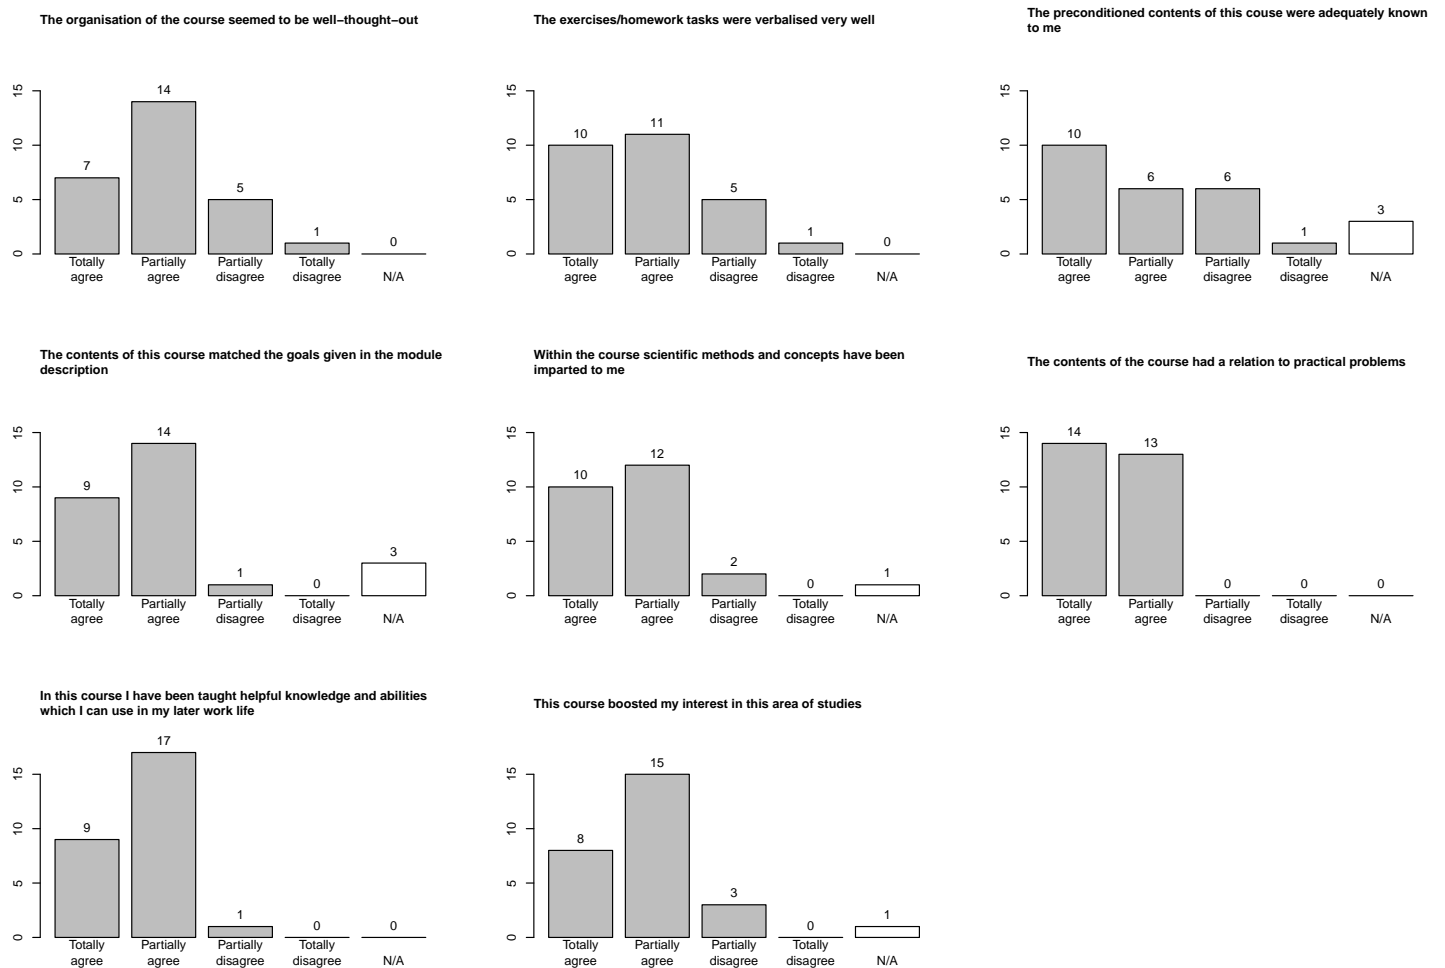 The organisation of the course seemed to be well−thought−out
15
10
5
0
7
14
5
1
0
Totally agree
Partially agree
Partially disagree
Totally disagree
N/A
The exercises/homework tasks were verbalised very well
15
10
5
0
10
11
5
1
0
Totally agree
Partially agree
Partially disagree
Totally disagree
N/A
The preconditioned contents of this couse were adequately known
to me
15
10
5
0
10
6
6
1
3
Totally agree
Partially agree
Partially disagree
Totally disagree
N/A
The contents of this course matched the goals given in the module
description
15
10
5
0
9
14
1
0
3
Totally agree
Partially agree
Partially disagree
Totally disagree
N/A
Within the course scientific methods and concepts have been
imparted to me
15
10
5
0
10
12
2
0
1
Totally agree
Partially agree
Partially disagree
Totally disagree
N/A
The contents of the course had a relation to practical problems
15
10
5
0
14
13
0
0
0
Totally agree
Partially agree
Partially disagree
Totally disagree
N/A
In this course I have been taught helpful knowledge and abilities
which I can use in my later work life
15
10
5
0
9
17
1
0
0
Totally agree
Partially agree
Partially disagree
Totally disagree
N/A
This course boosted my interest in this area of studies
15
10
5
0
8
15
3
0
1
Totally agree
Partially agree
Partially disagree
Totally disagree
N/A